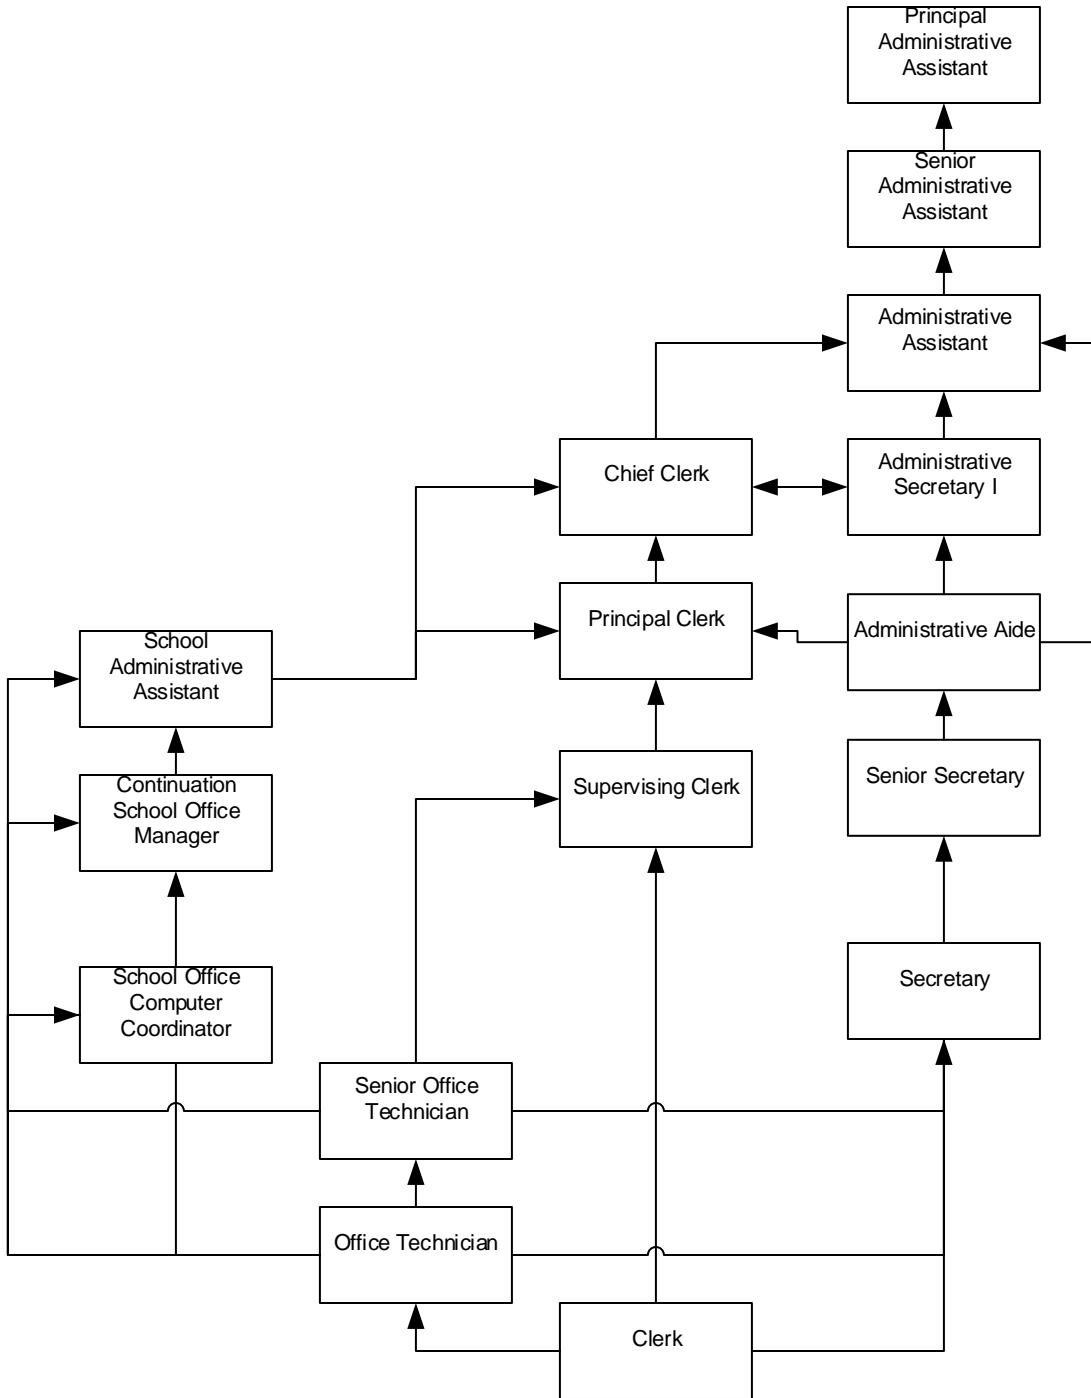 Principal
Administrative
Assistant
Senior
Administrative
Assistant
Administrative
Assistant
Chief Clerk
Administrative
Secretary I
Principal Clerk
Administrative Aide
School
Administrative
Assistant
Supervising Clerk
Senior Secretary
Continuation
School Office
Manager
School Office
Computer
Coordinator
Secretary
Senior Office
Technician
Office Technician
Clerk